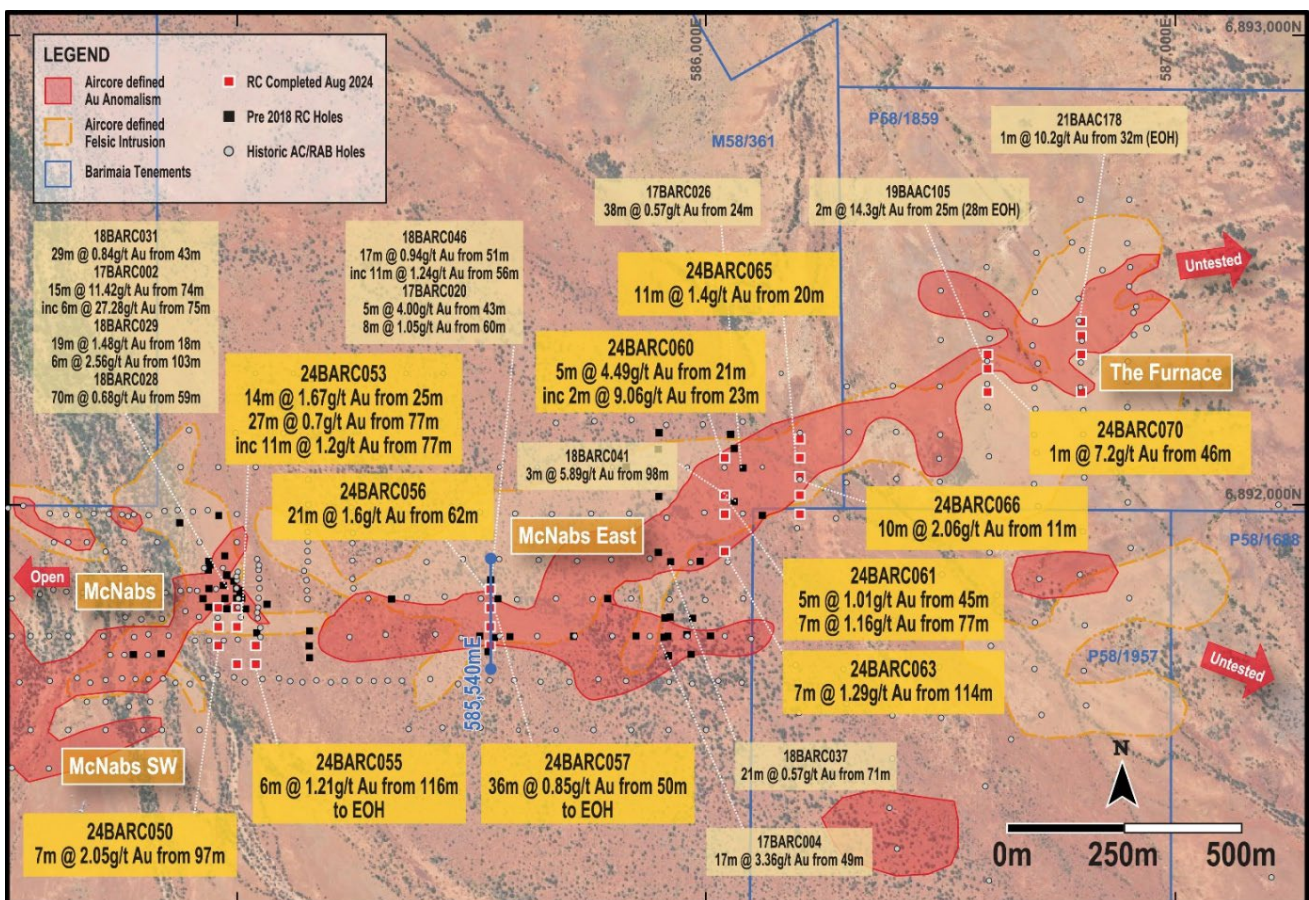 LEGEND
Aircore defined
Au Anomalism
Aircore defined
Felsic Intrusion
Barimaia Tenements
RC Completed Aug 2024
Pre 2018 RC Holes
Historic AC/RAB Holes
586,000mE
587,000mE
6,893,000N
6,892,000N
M58/361
P58/1859
P58/1688
P58/1957
21BAAC178
1m @ 10.2g/t Au from 32m (EOH)
17BARC026
38m @ 0.57g/t Au from 24m
19BAAC105
2m @ 14.3g/t Au from 25m (28m EOH)
18BARC031
29m @ 0.84g/t Au from 43m
17BARC002
15m @ 11.42g/t Au from 74m
inc 6m @ 27.28g/t Au from 75m
18BARC029
19m @ 1.48g/t Au from 18m
6m @ 2.56g/t Au from 103m
18BARC028
70m @ 0.68g/t Au from 59m
18BARC046
17m @ 0.94g/t Au from 51m
inc 11m @ 1.24g/t Au from 56m
17BARC020
5m @ 4.00g/t Au from 43m
8m @ 1.05g/t Au from 60m
24BARC065
11m @ 1.4g/t Au from 20m
Untested
24BARC060
5m @ 4.49g/t Au from 21m
inc 2m @ 9.06g/t Au from 23m
24BARC053
14m @ 1.67g/t Au from 25m
27m @ 0.7g/t Au from 77m
inc 11m @ 1.2g/t Au from 77m
The Furnace
24BARC070
1m @ 7.2g/t Au from 46m
18BARC041
3m @ 5.89g/t Au from 98m
24BARC056
21m @ 1.6g/t Au from 62m
24BARC066
10m @ 2.06g/t Au from 11m
McNabs East
Open
McNabs
24BARC061
5m @ 1.01g/t Au from 45m
7m @ 1.16g/t Au from 77m
585,540mE
24BARC063
7m @ 1.29g/t Au from 114m
Untested
McNabs SW
24BARC055
6m @ 1.21g/t Au from 116m
to EOH
24BARC057
36m @ 0.85g/t Au from 50m
to EOH
18BARC037
21m @ 0.57g/t Au from 71m
24BARC050
7m @ 2.05g/t Au from 97m
17BARC004
17m @ 3.36g/t Au from 49m
N
0m 250m 500m